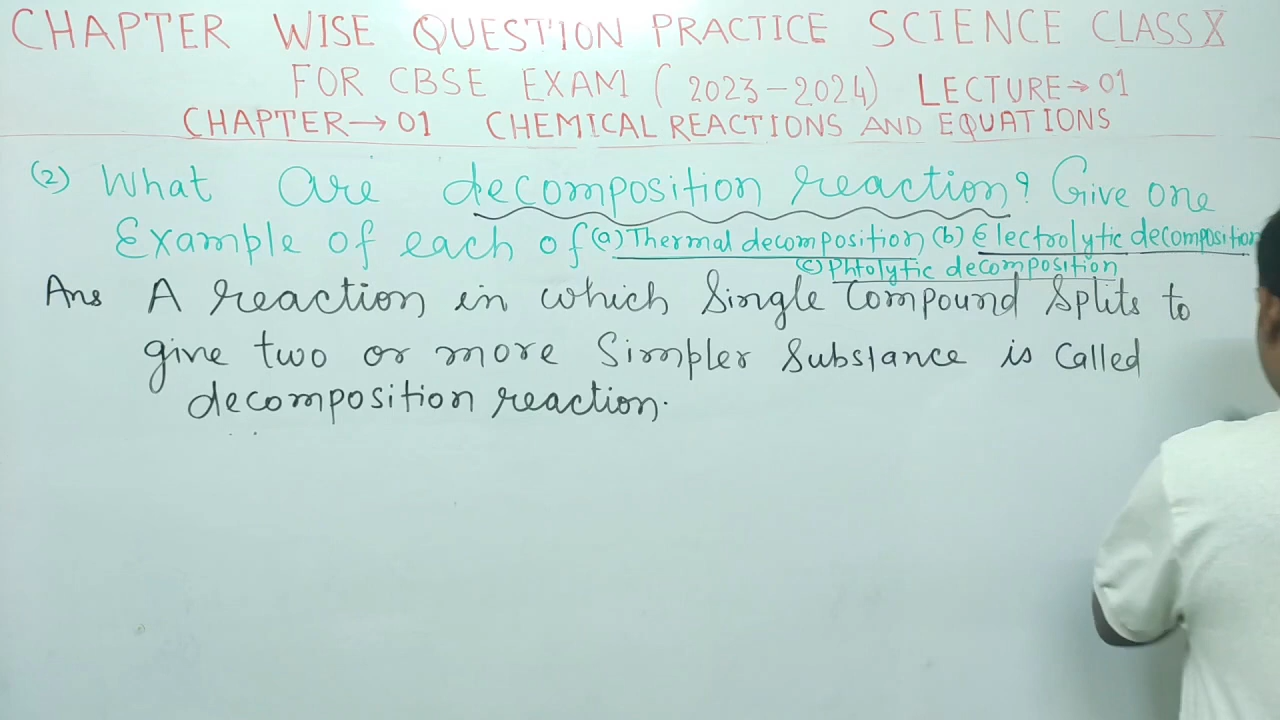 CHAPTER WISE QUESTION PRACTICE SCIENCE CLASS X
FOR CBSE EXAM ( 2023-2024) LECTURE→01
CHAPTER→01 CHEMICAL REACTIONS AND EQUATIONS
(2) What are decomposition reaction? Give one
Example of each of (a) Thermal decomposition (b) Electrolytic decomposition
(c) Phtolytic decomposition
Ans A reaction in which Single Compound Splits to
give two or more Simpler Substance is Called
decomposition reaction.